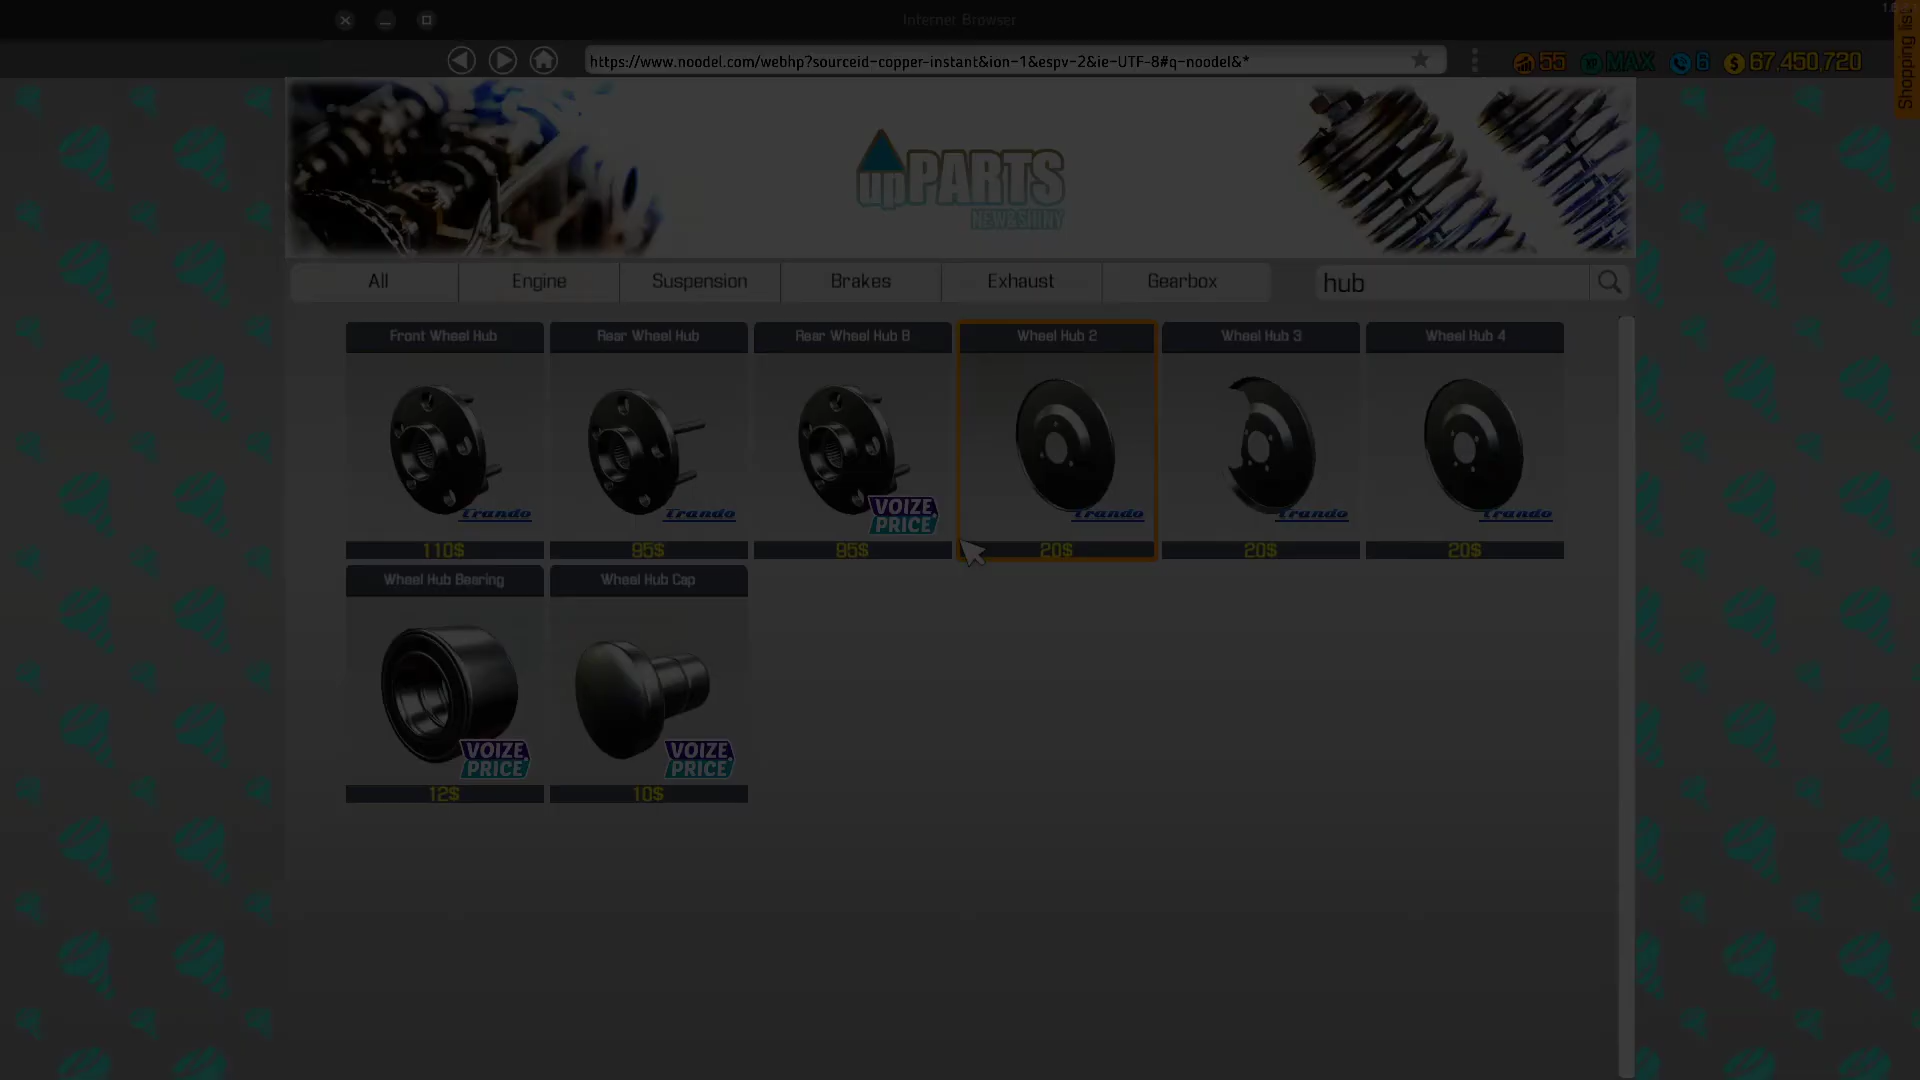 Internet Browser
Shopping list
https://www.noodel.com/webhp?sourceid-copper-instant&ion-1&espv-2&ie-UTF-8#q-noodel&*
55
MAX
6
$ 67,450,720
upPARTS
NEW&SHINY
All
Engine
Suspension
Brakes
Exhaust
Gearbox
hub
Front Wheel Hub
Rear Wheel Hub
Rear Wheel Hub B
Wheel Hub 2
Wheel Hub 3
Wheel Hub 4
Trando
Trando
VOIZE.
PRICE
Trando
Trando
Trando
110$
95$
95$
20$
20$
20$
Wheel Hub Bearing
Wheel Hub Cap
VOIZE.
PRICE
VOIZE.
PRICE
12$
10$